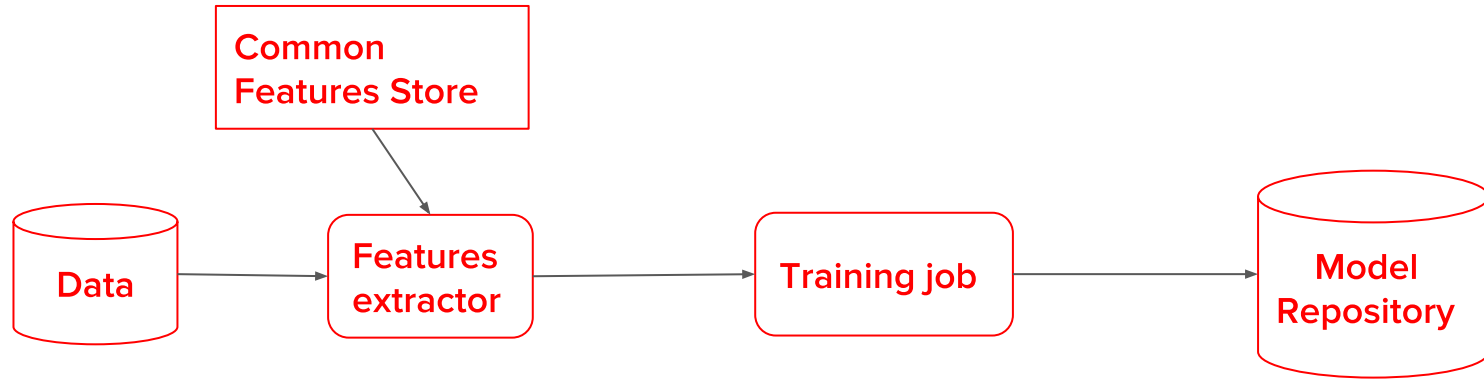 Common
Features Store
Data
Features
extractor
Training job
Model
Repository